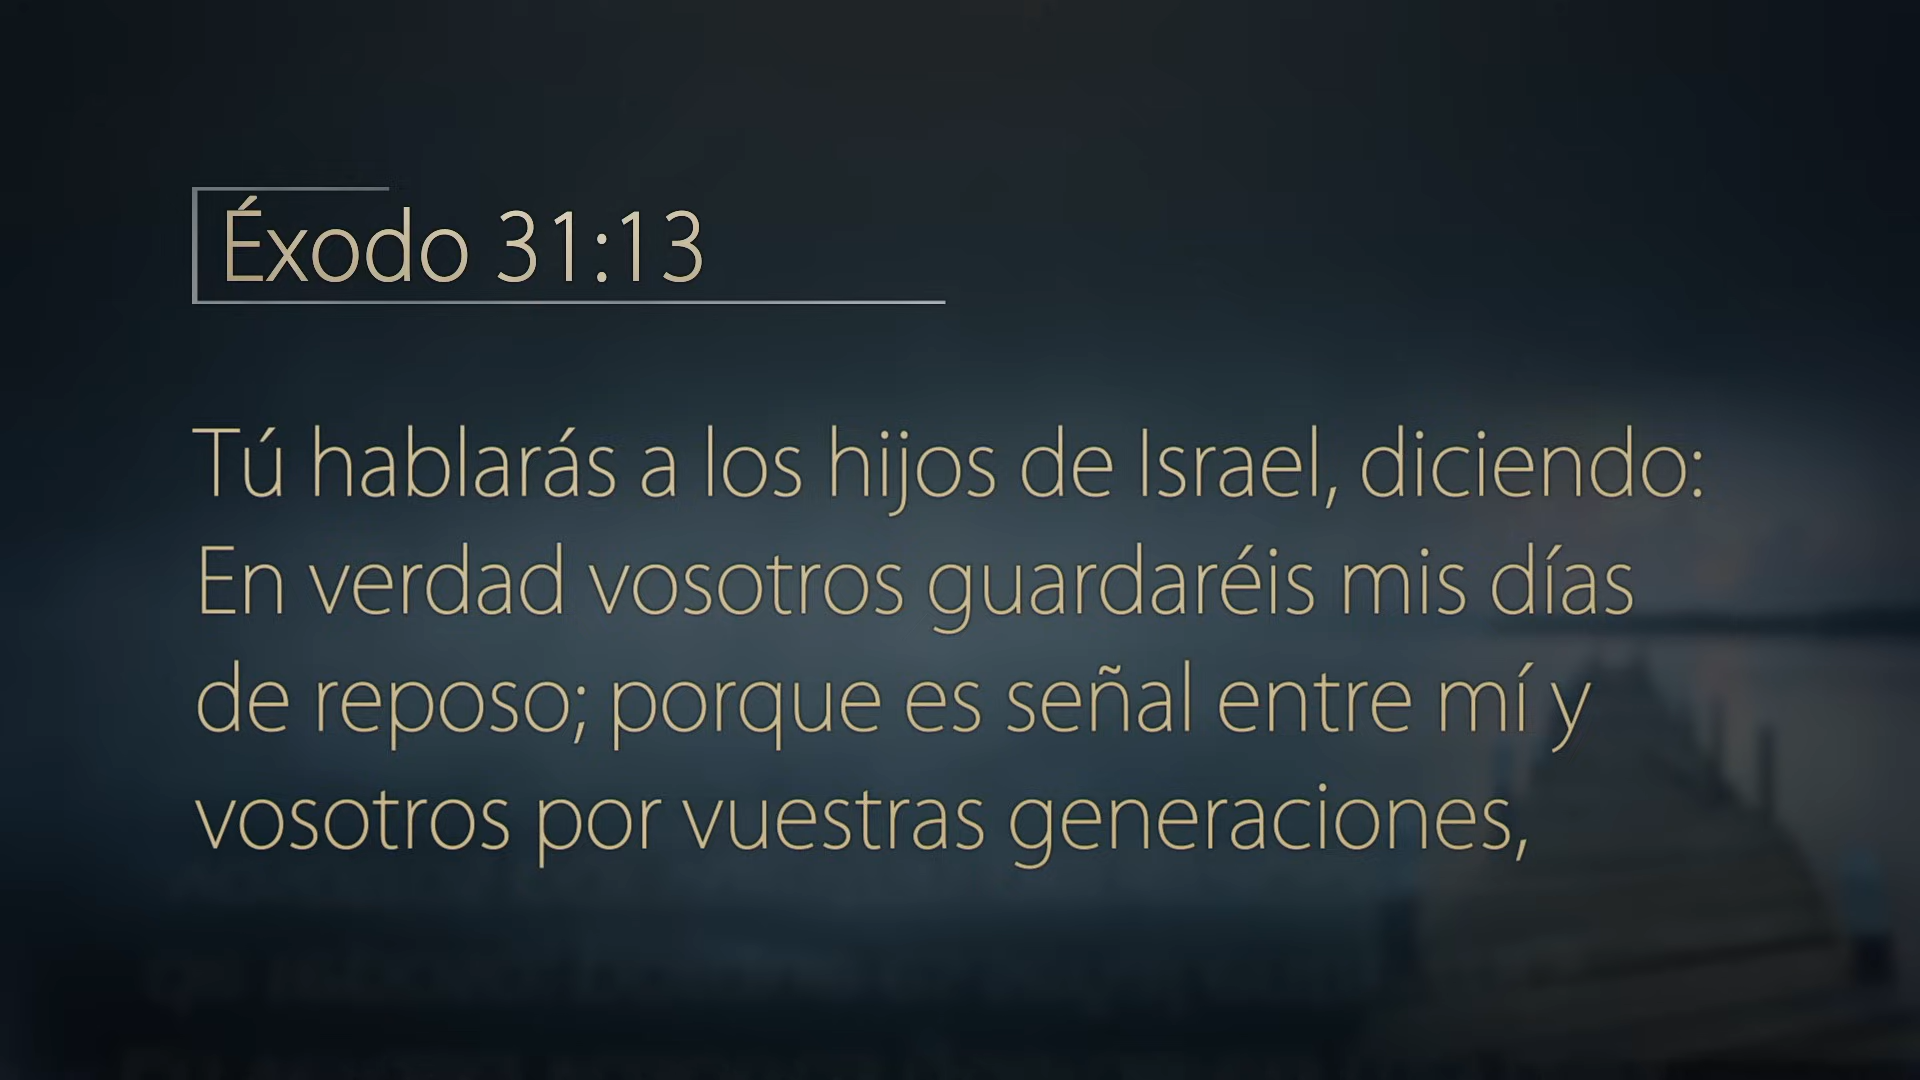 Éxodo 31:13
Tú hablarás a los hijos de Israel, diciendo:
En verdad vosotros guardaréis mis días
de reposo; porque es señal entre mí y
vosotros por vuestras generaciones,